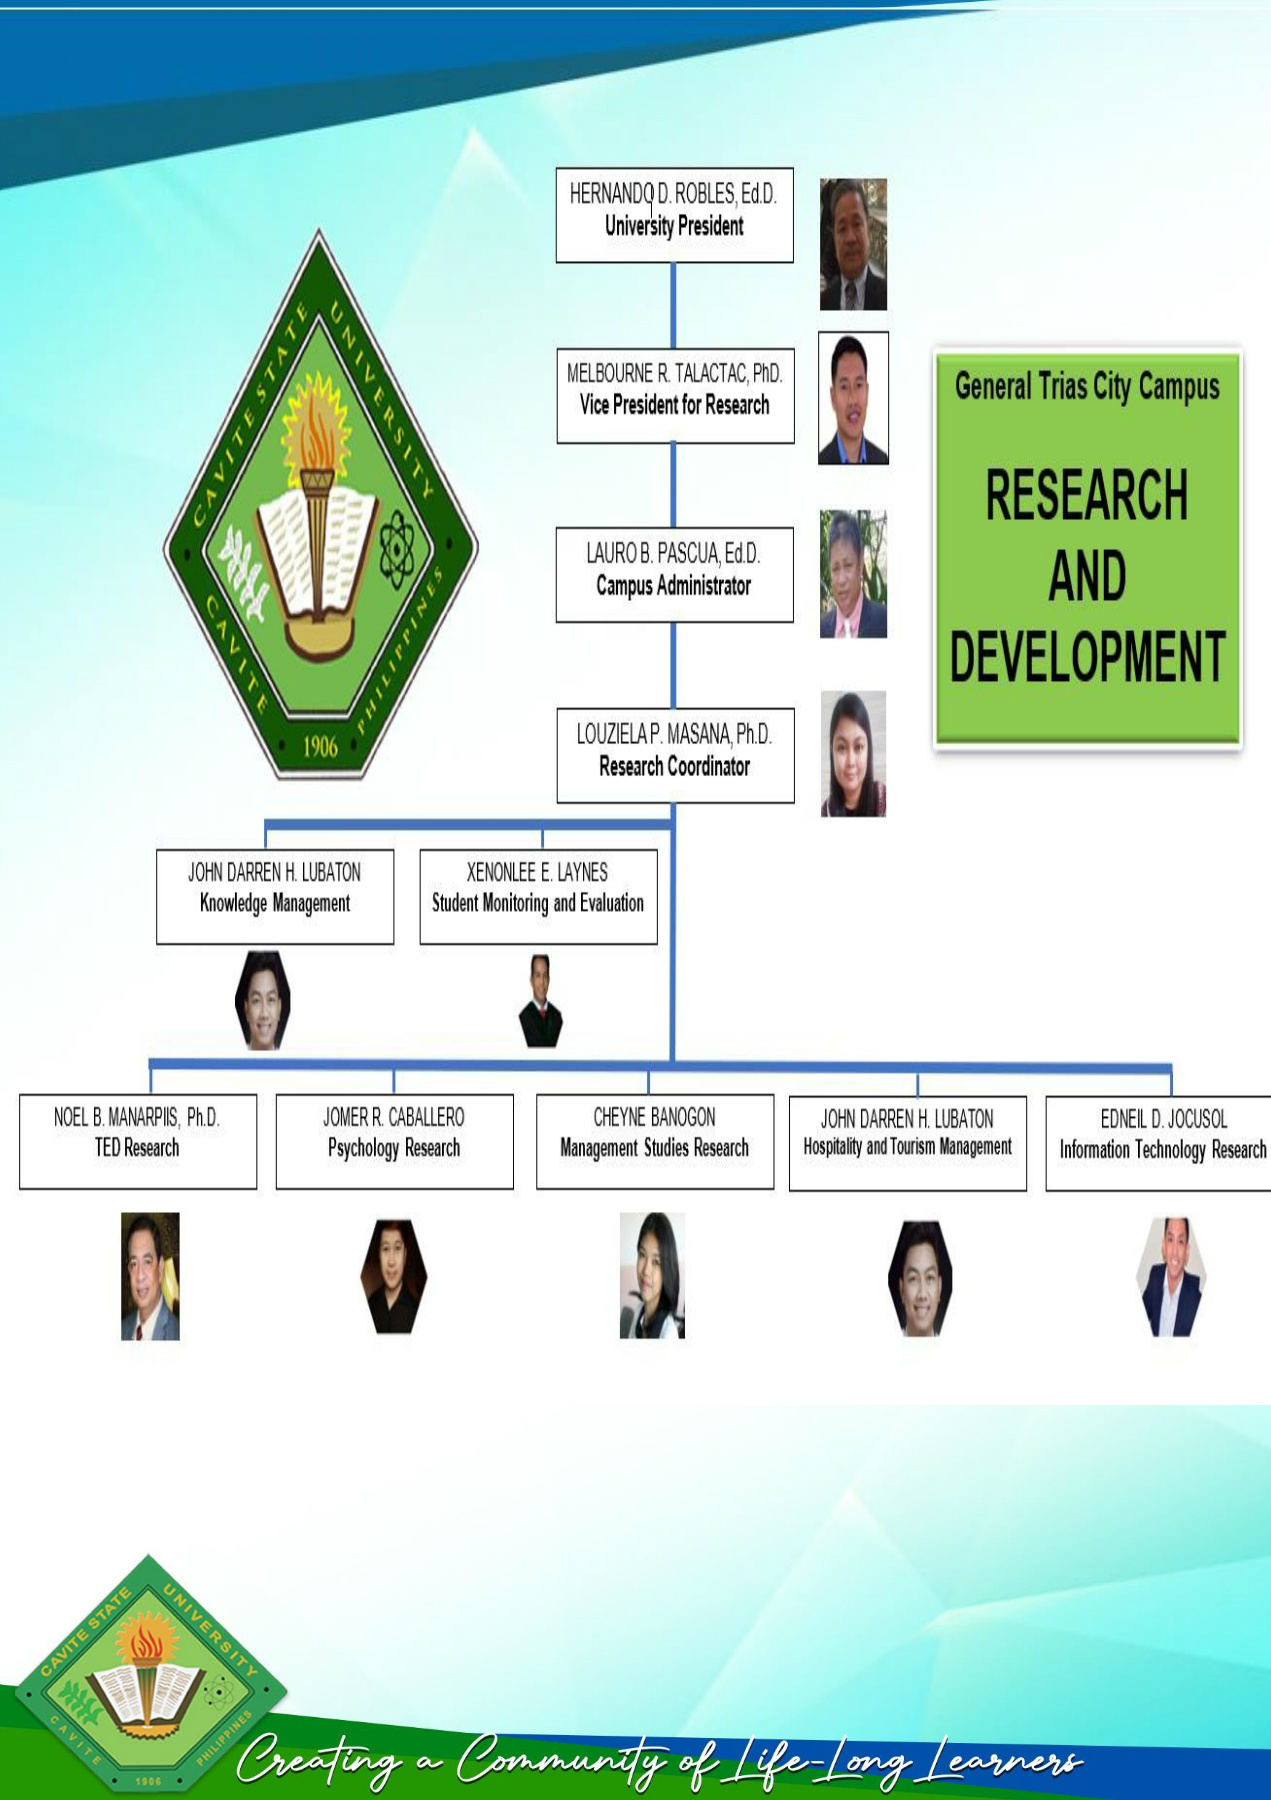 HERNANDO D. ROBLES, Ed.D.
University President
MELBOURNE R. TALACTAC, PhD.
Vice President for Research
LAURO B. PASCUA, Ed.D.
Campus Administrator
LOUZIELA P. MASANA, Ph.D.
Research Coordinator
General Trias City Campus
RESEARCH
AND
DEVELOPMENT
CAVITE STATE UNIVERSITY
CAVITE PHILIPPINES
1906
JOHN DARREN H. LUBATON
Knowledge Management
XENONLEE E. LAYNES
Student Monitoring and Evaluation
NOEL B. MANARPIIS, Ph.D.
TED Research
JOMER R. CABALLERO
Psychology Research
CHEYNE BANOGON
Management Studies Research
JOHN DARREN H. LUBATON
Hospitality and Tourism Management
EDNEIL D. JOCUSOL
Information Technology Research
CAVITE STATE UNIVERSITY
CAVITE PHILIPPINES
1906
Creating a Community of Life-Long Learners